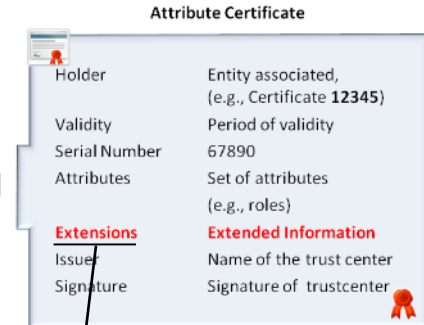 Attribute Certificate
Holder Entity associated,
(e.g., Certificate 12345)
Validity Period of validity
Serial Number 67890
Attributes Set of attributes
(e.g., roles)
Extensions Extended Information
Issuer Name of the trust center
Signature Signature of trustcenter